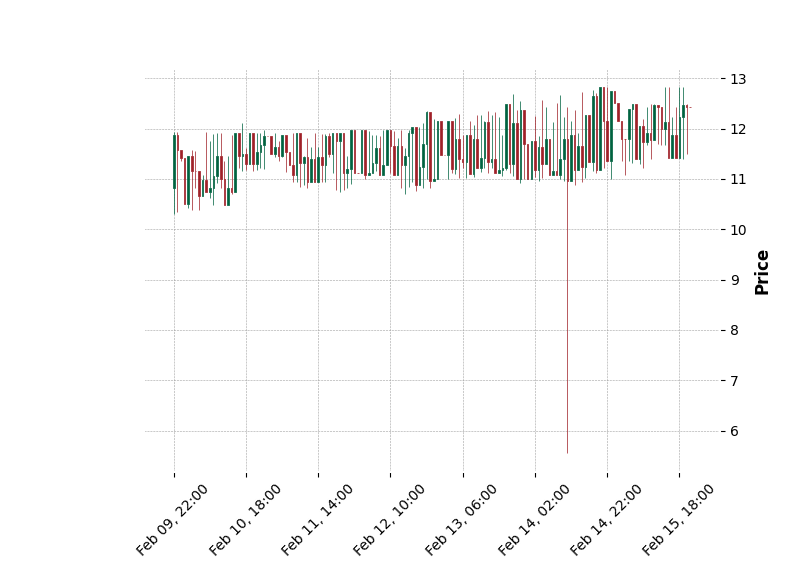 13
12
11
10
9
8
7
6
Price
Feb 09, 22:00
Feb 10, 18:00
Feb 11, 14:00
Feb 12, 10:00
Feb 13, 06:00
Feb 14, 02:00
Feb 14, 22:00
Feb 15, 18:00